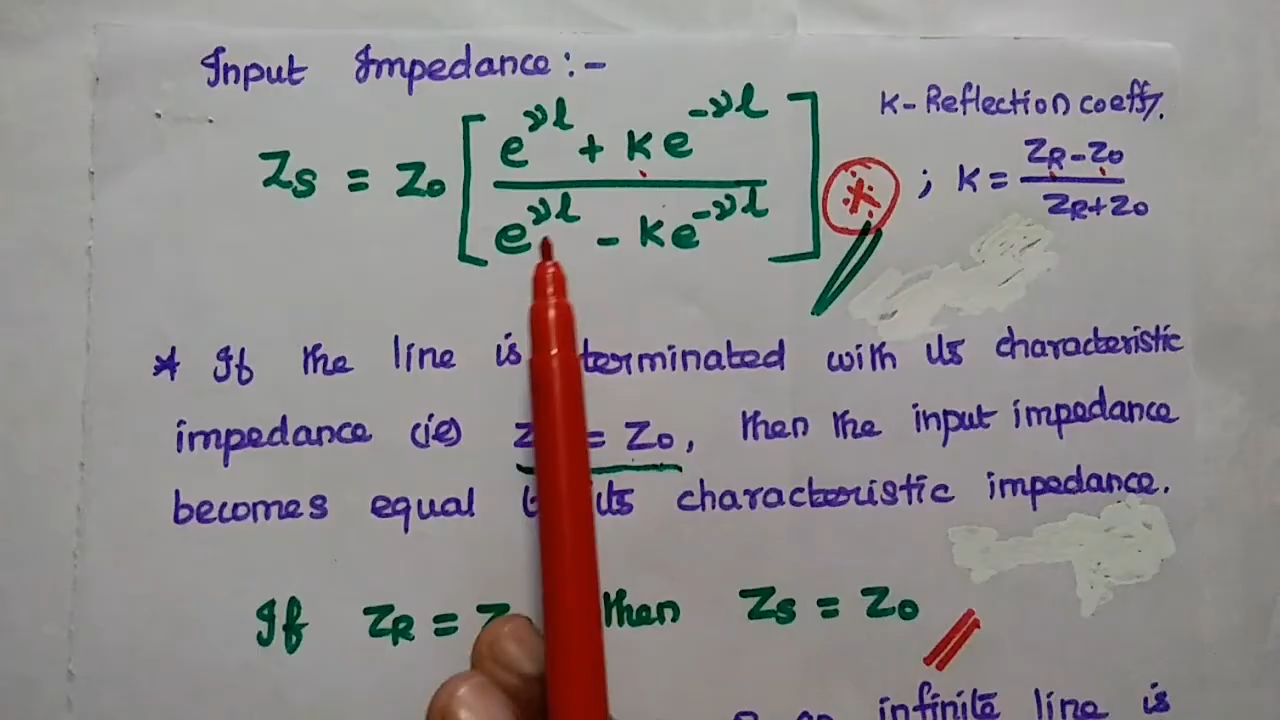 Input Impedance :-
K - Reflection coeff/.
Zs = Zo [ (e^γl + Ke^-γl) / (e^γl - Ke^-γl) ] * ; K = (ZR - Zo) / (ZR + Zo)
* If the line is terminated with its characteristic
impedance (ie) = Zo, then the input impedance
becomes equal its characteristic impedance.
If ZR = then Zs = Zo
infinite line is